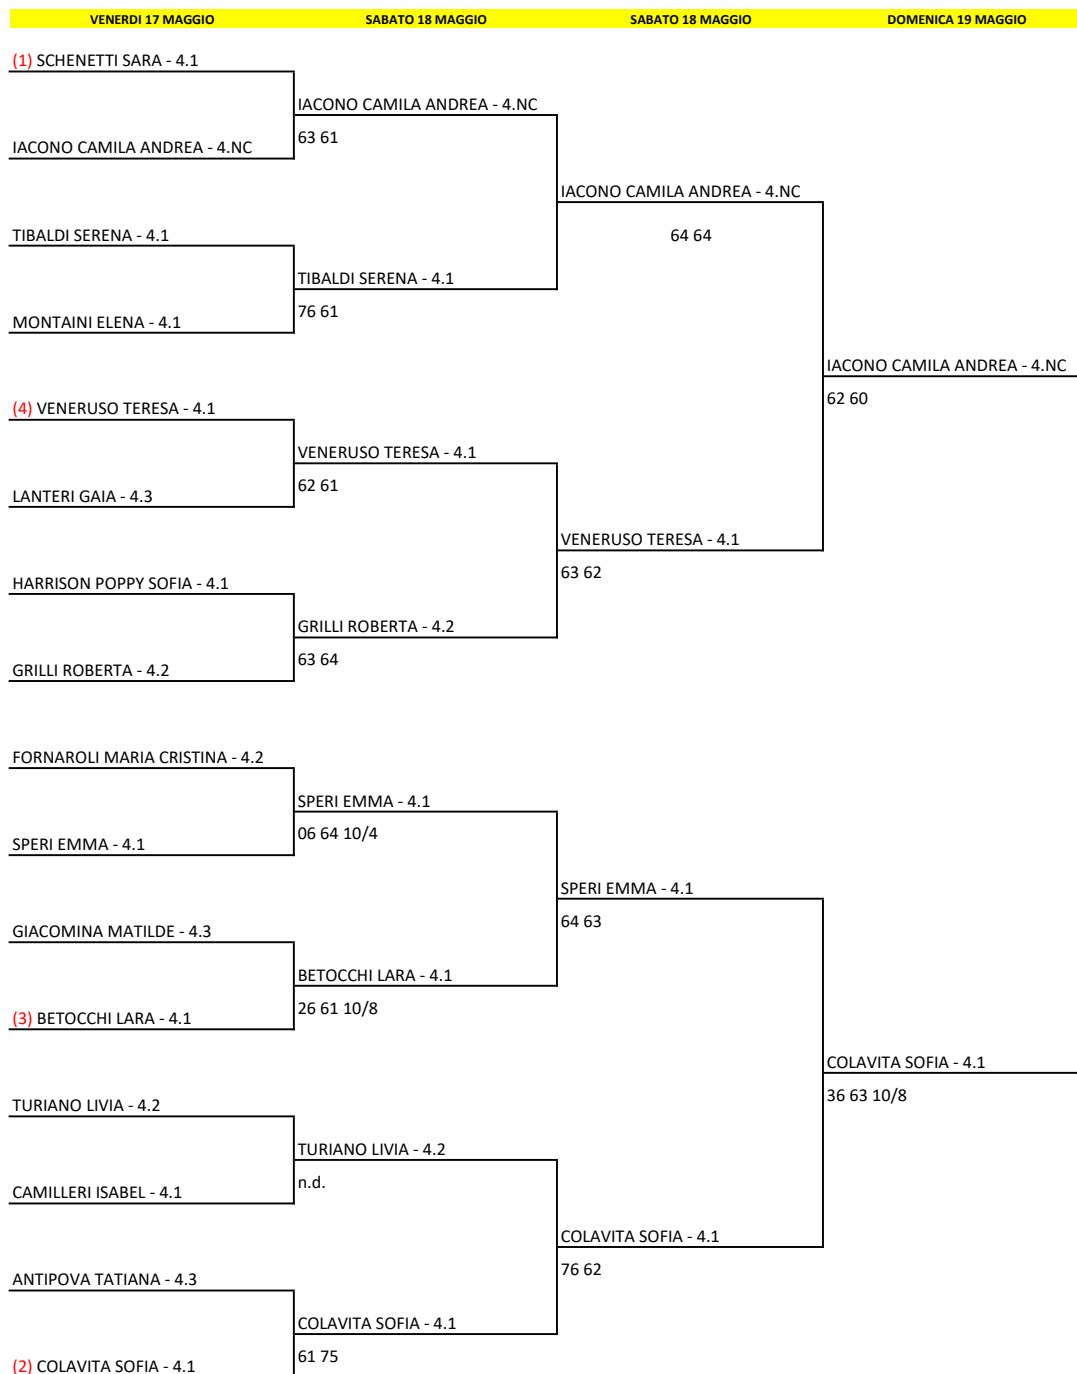 VENERDI 17 MAGGIO SABATO 18 MAGGIO SABATO 18 MAGGIO DOMENICA 19 MAGGIO
(1) SCHENETTI SARA - 4.1
IACONO CAMILA ANDREA - 4.NC
63 61
IACONO CAMILA ANDREA - 4.NC
IACONO CAMILA ANDREA - 4.NC
TIBALDI SERENA - 4.1
64 64
TIBALDI SERENA - 4.1
76 61
MONTAINI ELENA - 4.1
IACONO CAMILA ANDREA - 4.NC
62 60
(4) VENERUSO TERESA - 4.1
VENERUSO TERESA - 4.1
62 61
LANTERI GAIA - 4.3
VENERUSO TERESA - 4.1
63 62
HARRISON POPPY SOFIA - 4.1
GRILLI ROBERTA - 4.2
63 64
GRILLI ROBERTA - 4.2
FORNAROLI MARIA CRISTINA - 4.2
SPERI EMMA - 4.1
06 64 10/4
SPERI EMMA - 4.1
SPERI EMMA - 4.1
64 63
GIACOMINA MATILDE - 4.3
BETOCCHI LARA - 4.1
26 61 10/8
(3) BETOCCHI LARA - 4.1
COLAVITA SOFIA - 4.1
36 63 10/8
TURIANO LIVIA - 4.2
TURIANO LIVIA - 4.2
n.d.
CAMILLERI ISABEL - 4.1
COLAVITA SOFIA - 4.1
76 62
ANTIPOVA TATIANA - 4.3
COLAVITA SOFIA - 4.1
61 75
(2) COLAVITA SOFIA - 4.1